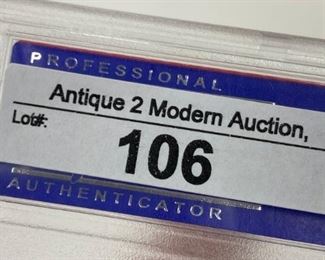 PROFESSIONAL
Antique 2 Modern Auction,
Lot#:
106
AUTHENTICATOR